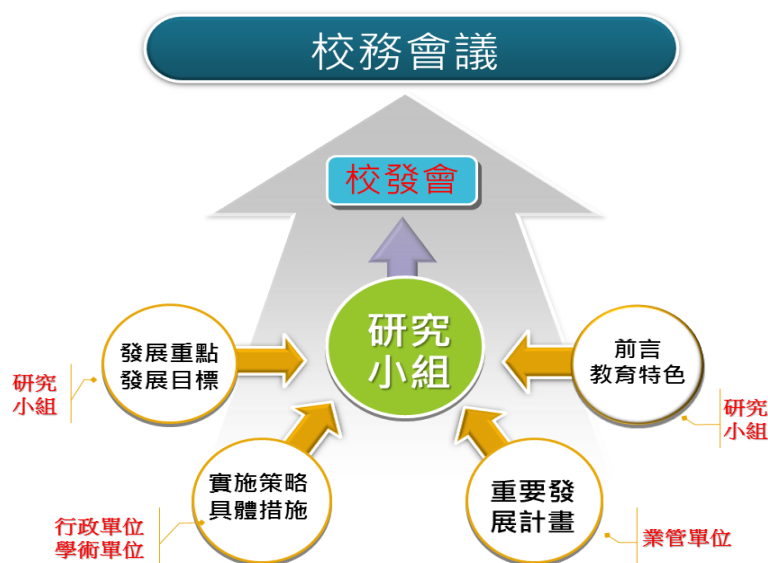 校務會議
校發會
研究
小組
發展重點
發展目標
研究
小組
前言
教育特色
研究
小組
實施策略
具體措施
行政單位
學術單位
重要發
展計畫
業管單位